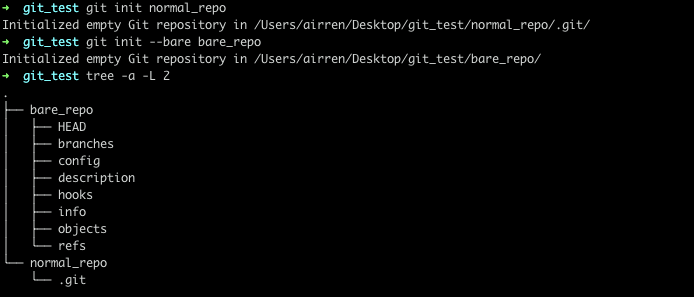 ➜  git_test git init normal_repo
Initialized empty Git repository in /Users/airren/Desktop/git_test/normal_repo/.git/
➜  git_test git init --bare bare_repo
Initialized empty Git repository in /Users/airren/Desktop/git_test/bare_repo/
➜  git_test tree -a -L 2
.
├── bare_repo
│   ├── HEAD
│   ├── branches
│   ├── config
│   ├── description
│   ├── hooks
│   ├── info
│   ├── objects
│   └── refs
└── normal_repo
    └── .git